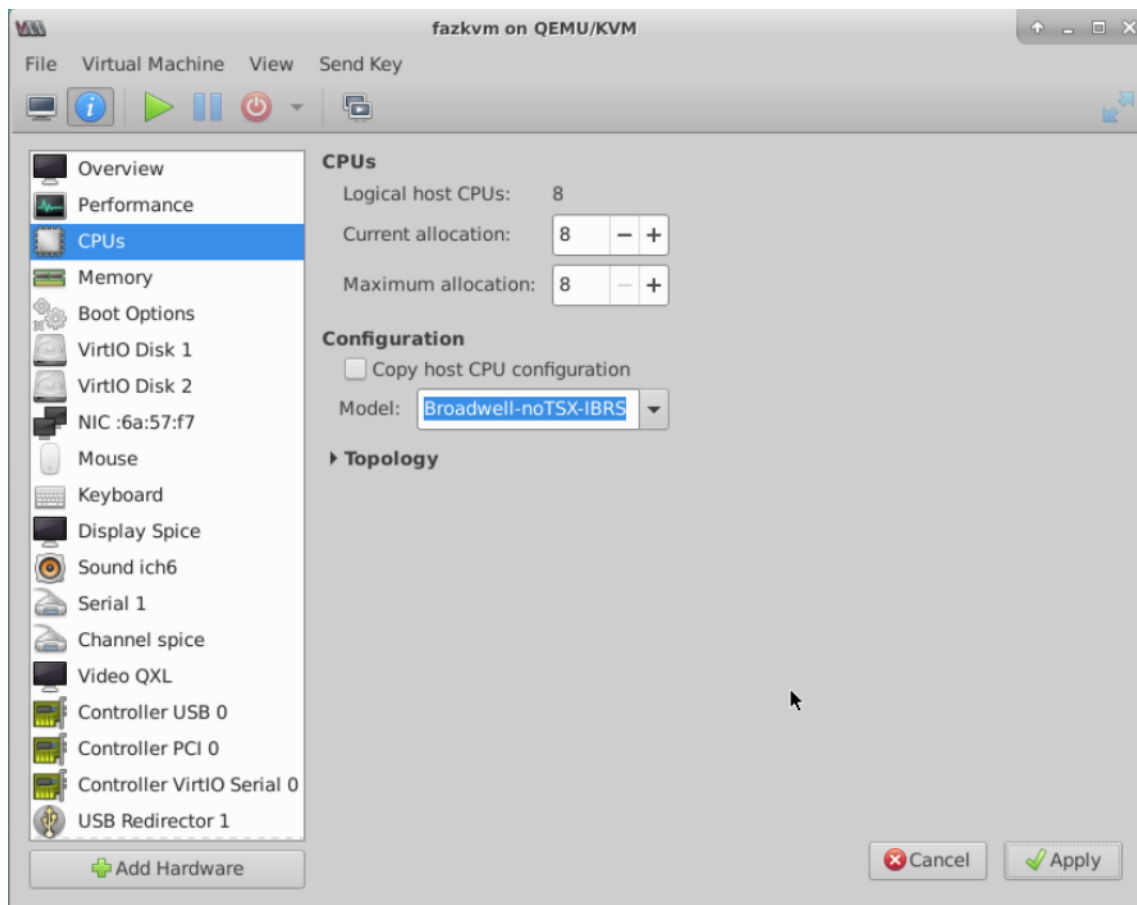 fazkvm on QEMU/KVM
File Virtual Machine View Send Key
Overview
Performance
CPUs
Memory
Boot Options
VirtIO Disk 1
VirtIO Disk 2
NIC :6a:57:f7
Mouse
Keyboard
Display Spice
Sound ich6
Serial 1
Channel spice
Video QXL
Controller USB 0
Controller PCI 0
Controller VirtIO Serial 0
USB Redirector 1
Add Hardware
CPUs
Logical host CPUs: 8
Current allocation: 8
Maximum allocation: 8
Configuration
Copy host CPU configuration
Model: Broadwell-noTSX-IBRS
Topology
Cancel Apply